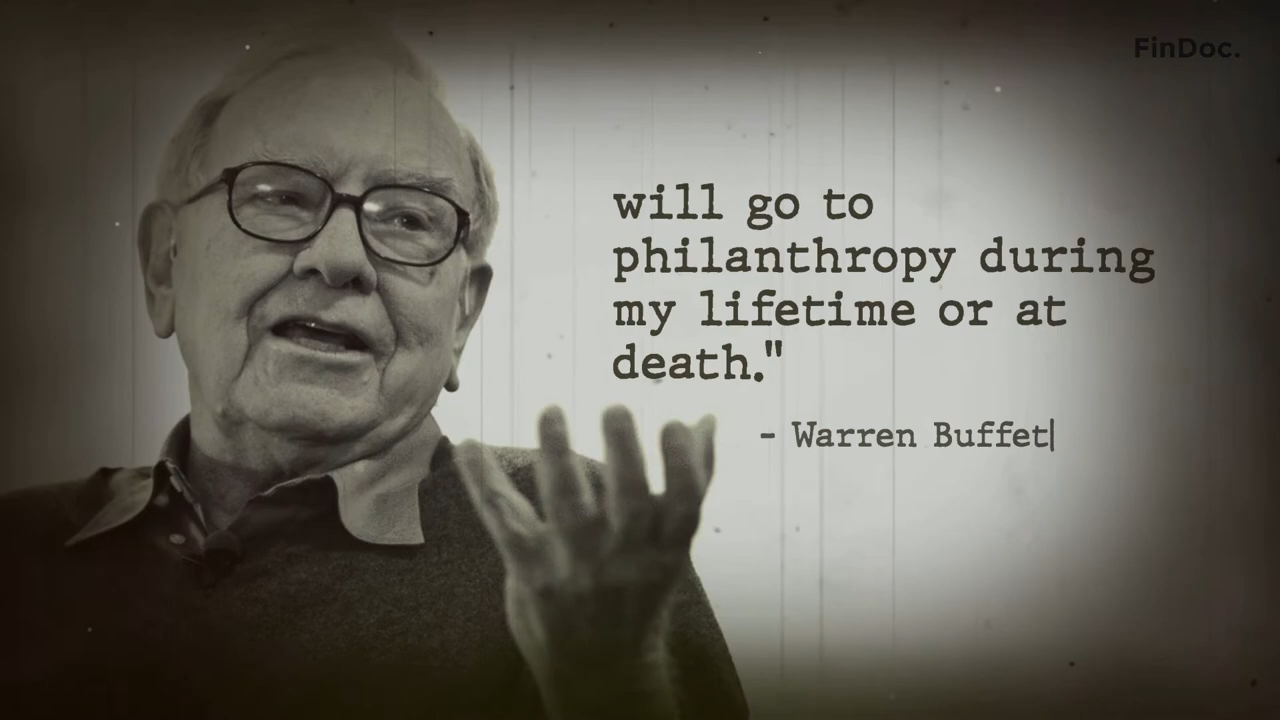 FinDoc.
will go to
philanthropy during
my lifetime or at
death."
- Warren Buffet|